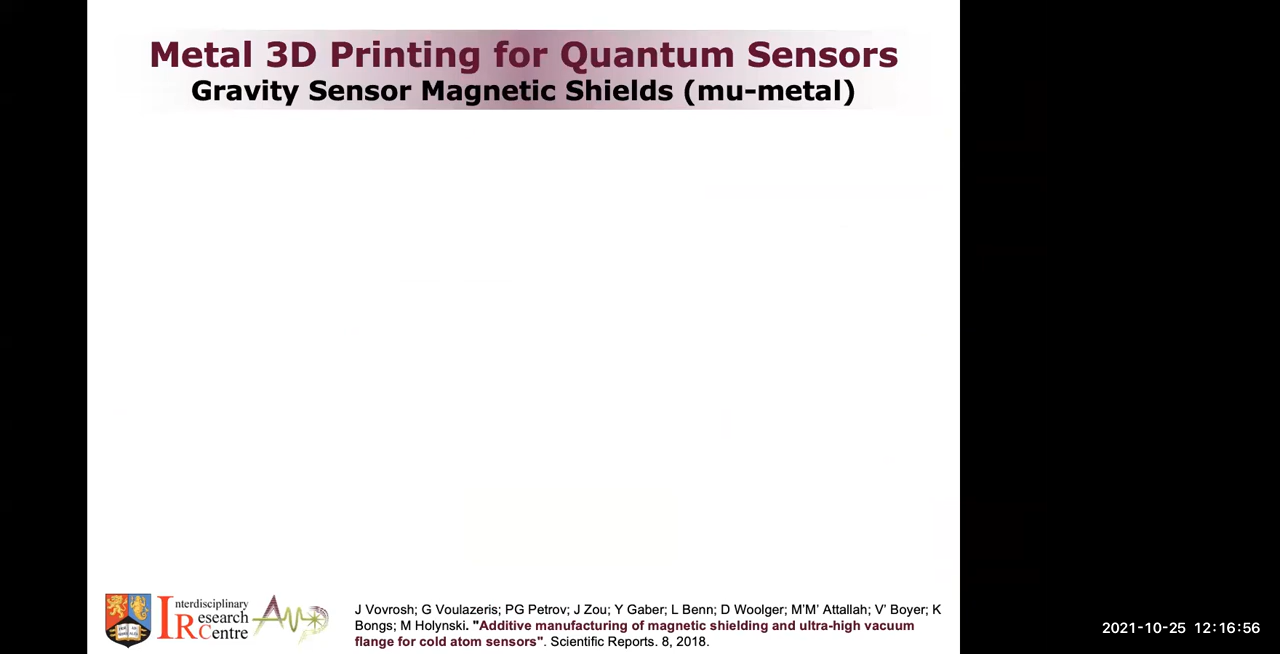 Metal 3D Printing for Quantum Sensors
Gravity Sensor Magnetic Shields (mu-metal)
Interdisciplinary
Research
Centre
J Vovrosh; G Voulazeris; PG Petrov; J Zou; Y Gaber; L Benn; D Woolger; M'M' Attallah; V' Boyer; K
Bongs; M Holynski. "Additive manufacturing of magnetic shielding and ultra-high vacuum
flange for cold atom sensors". Scientific Reports. 8, 2018.
2021-10-25 12:16:56